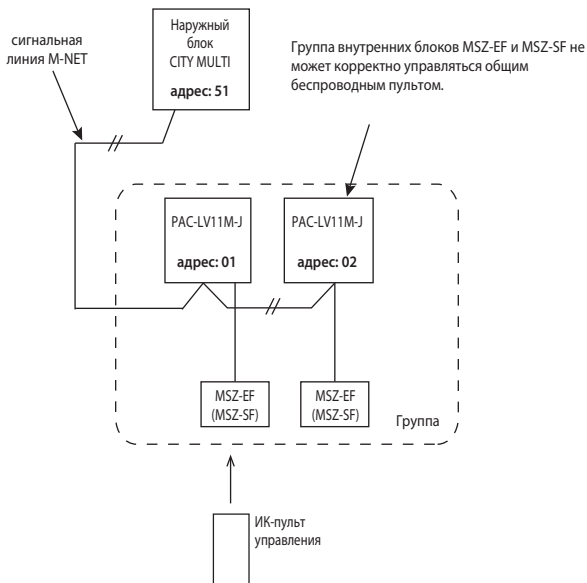 сигнальная
линия M-NET
Наружный
блок
CITY MULTI
адрес: 51
Группа внутренних блоков MSZ-EF и MSZ-SF не
может корректно управляться общим
беспроводным пультом.
PAC-LV11M-J
адрес: 01
PAC-LV11M-J
адрес: 02
MSZ-EF
(MSZ-SF)
MSZ-EF
(MSZ-SF)
Группа
ИК-пульт
управления